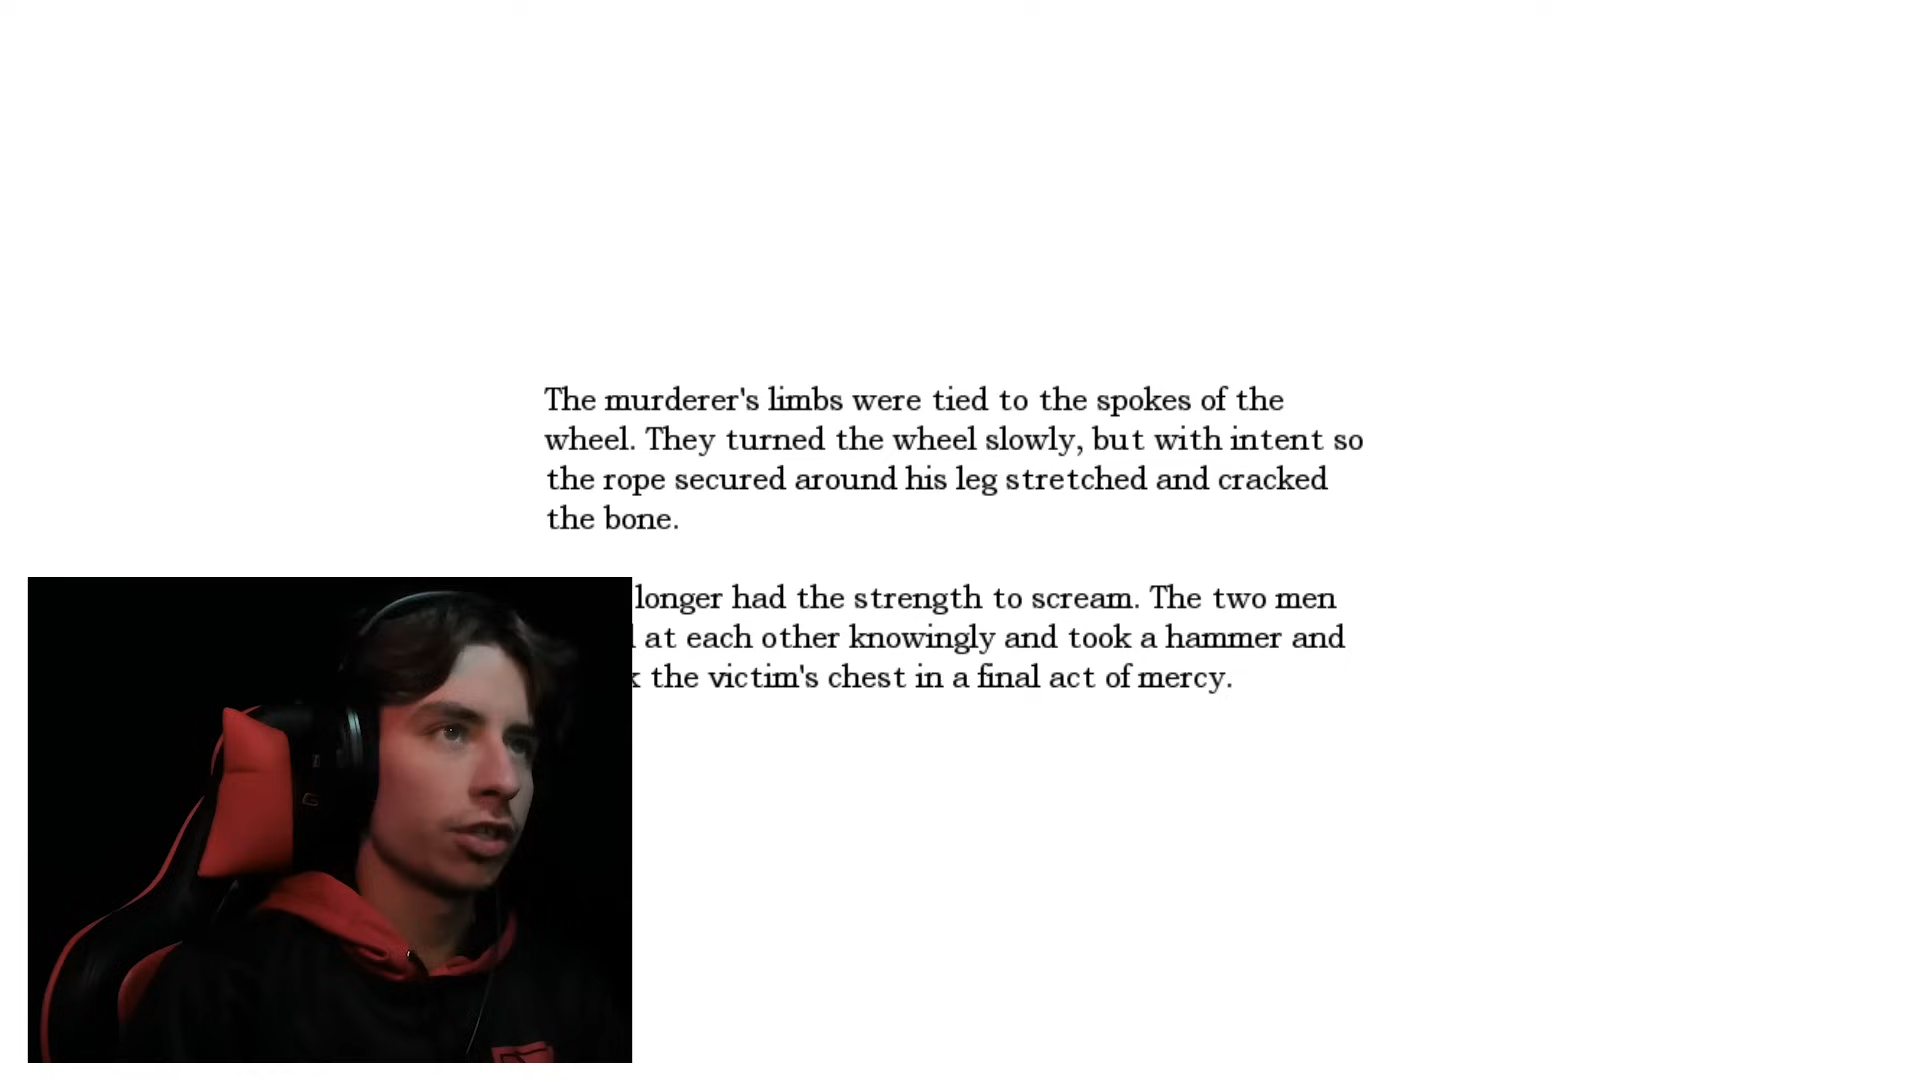 The murderer's limbs were tied to the spokes of the
wheel. They turned the wheel slowly, but with intent so
the rope secured around his leg stretched and cracked
the bone.
longer had the strength to scream. The two men
at each other knowingly and took a hammer and
the victim's chest in a final act of mercy.